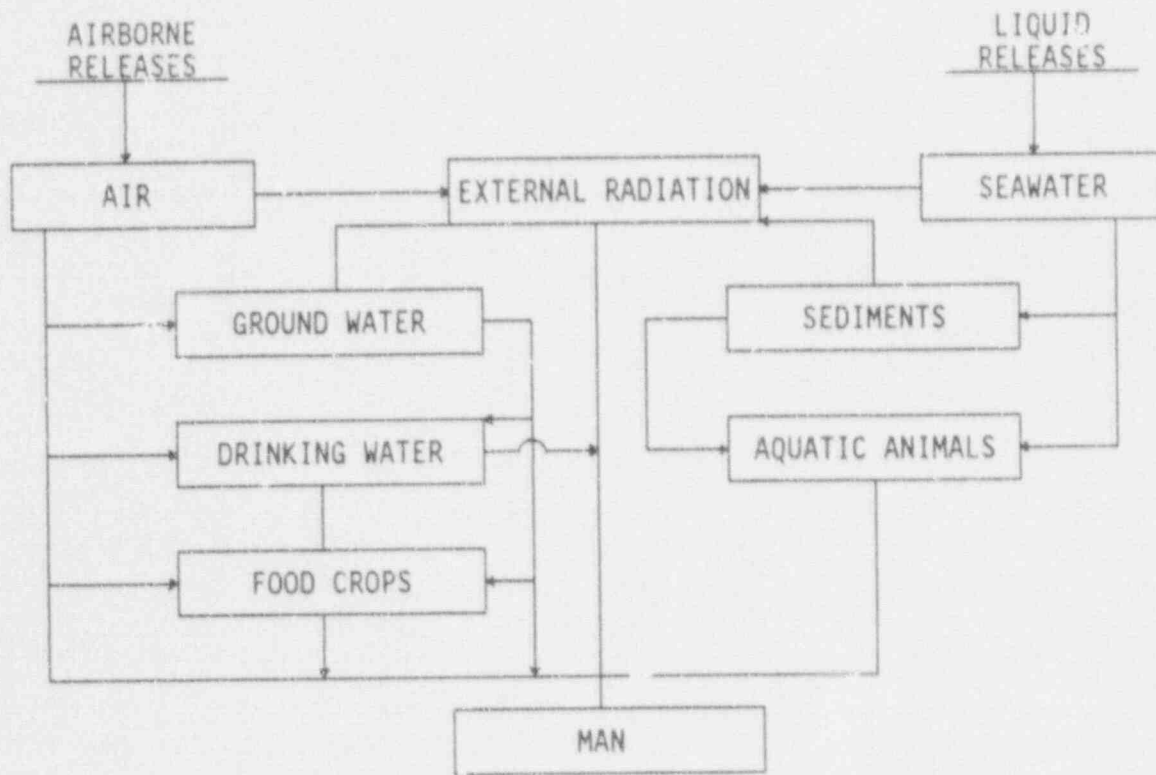 AIRBORNE
RELEASES
LIQUID
RELEASES
AIR
EXTERNAL RADIATION
SEAWATER
GROUND WATER
SEDIMENTS
DRINKING WATER
AQUATIC ANIMALS
FOOD CROPS
MAN